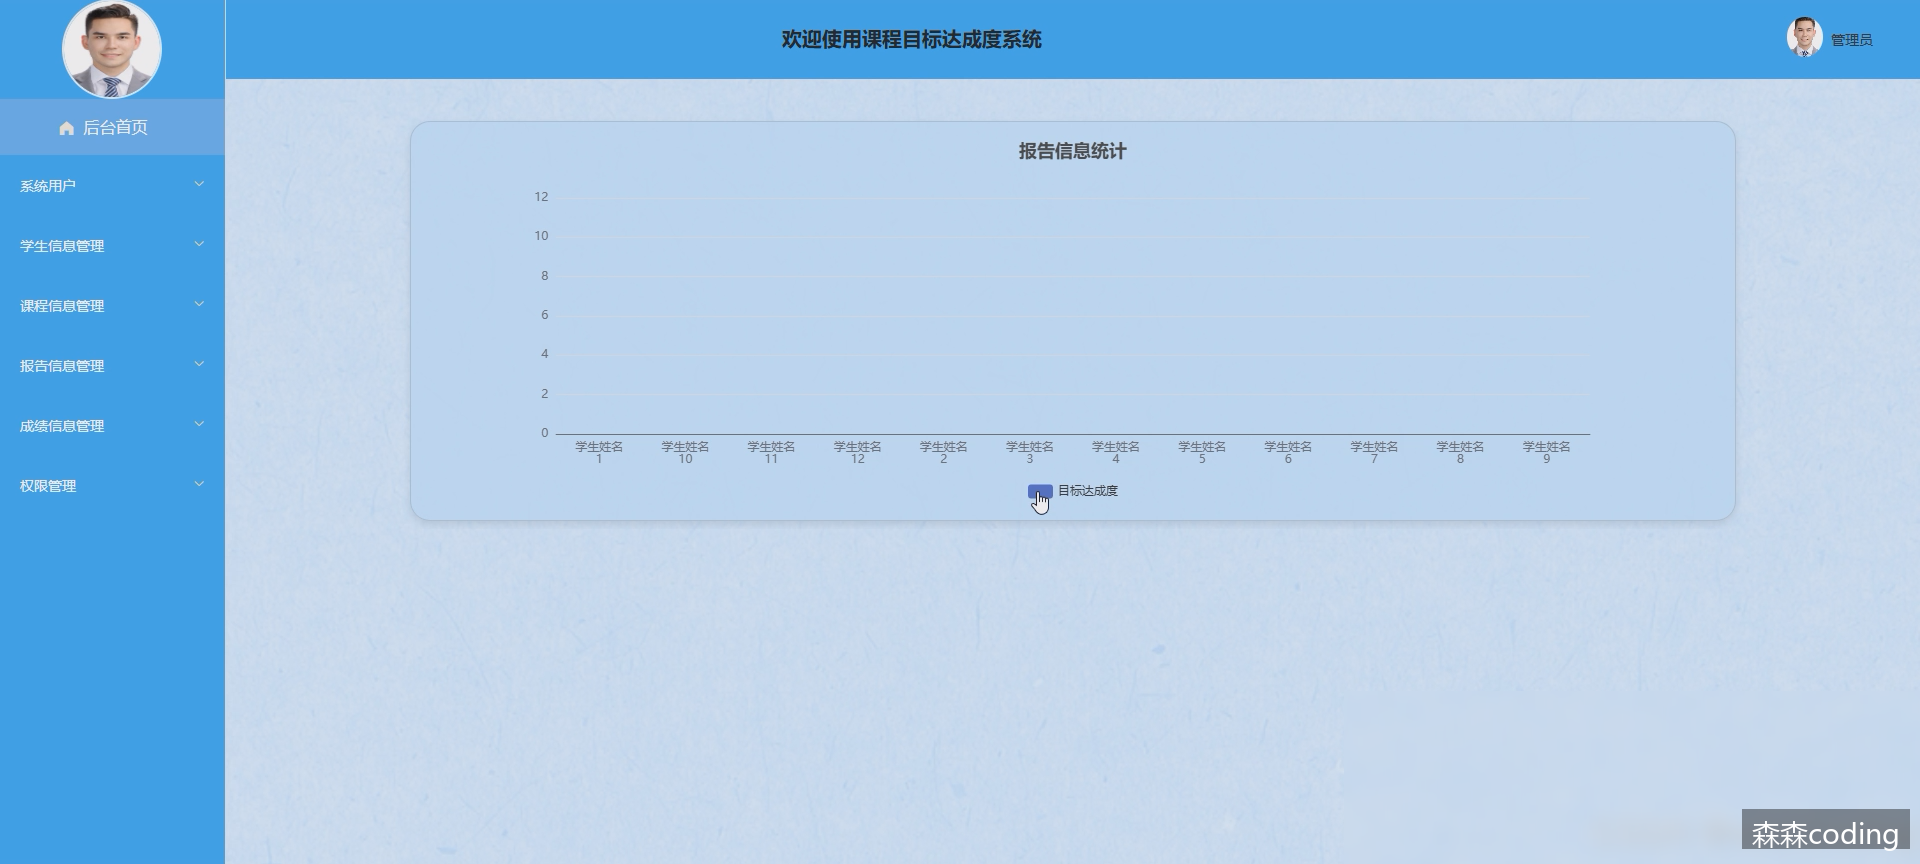 欢迎使用课程目标达成度系统
管理员
后台首页
系统用户
学生信息管理
课程信息管理
报告信息管理
成绩信息管理
权限管理
报告信息统计
12
10
8
6
4
2
0
学生姓名 学生姓名 学生姓名 学生姓名 学生姓名 学生姓名 学生姓名 学生姓名 学生姓名 学生姓名 学生姓名 学生姓名
1 10 11 12 2 3 4 5 6 7 8 9
目标达成度
森森coding